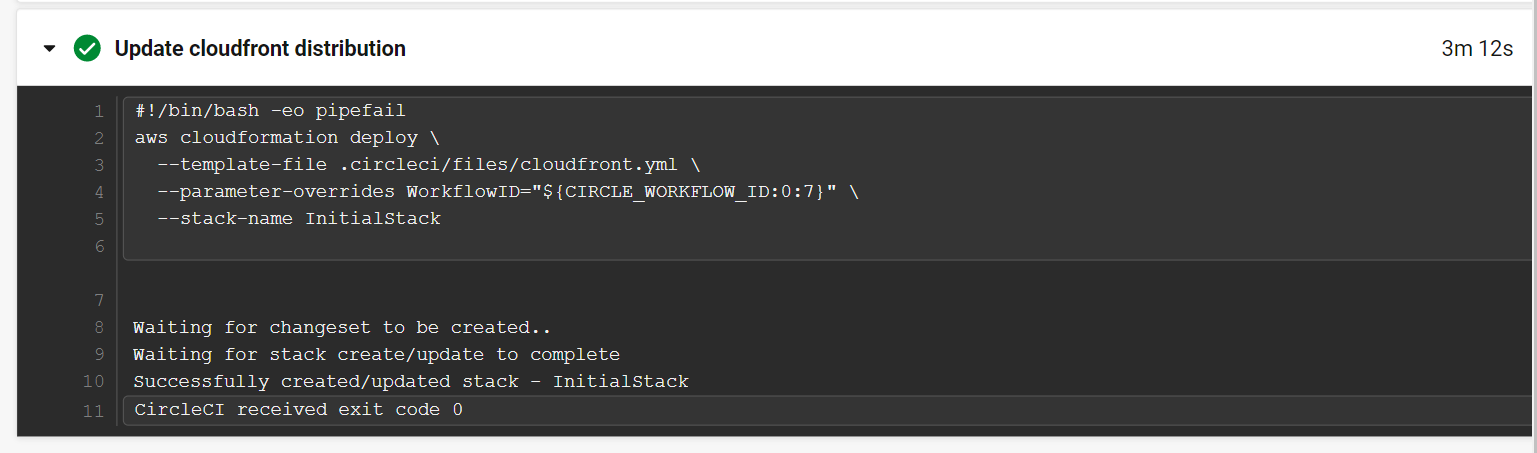 Update cloudfront distribution 3m 12s
1 #!/bin/bash -eo pipefail
2 aws cloudformation deploy \
3   --template-file .circleci/files/cloudfront.yml \
4   --parameter-overrides WorkflowID="${CIRCLE_WORKFLOW_ID:0:7}" \
5   --stack-name InitialStack
6
7
8 Waiting for changeset to be created..
9 Waiting for stack create/update to complete
10 Successfully created/updated stack - InitialStack
11 CircleCI received exit code 0